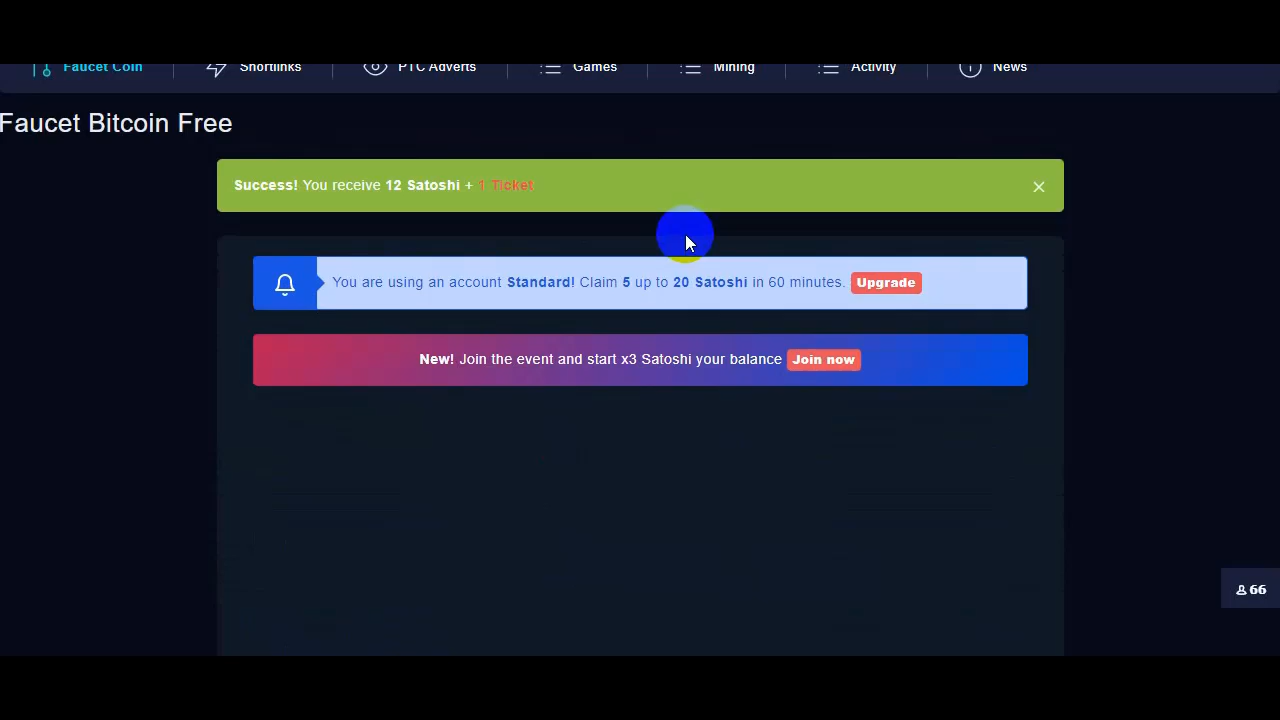 Faucet Coin Shortlinks PTC Adverts Games Mining Activity News
Faucet Bitcoin Free
Success! You receive 12 Satoshi + 1 Ticket
You are using an account Standard! Claim 5 up to 20 Satoshi in 60 minutes. Upgrade
New! Join the event and start x3 Satoshi your balance Join now
66